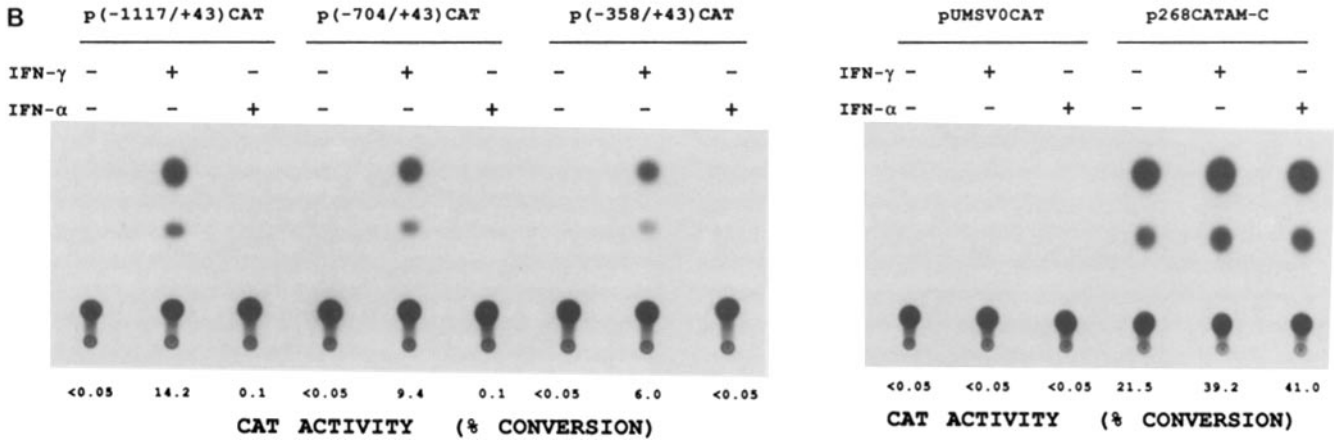 B
p(-1117/+43)CAT p(-704/+43)CAT p(-358/+43)CAT
IFN-γ - + - - + - - + -
IFN-α - - + - - + - - +
<0.05 14.2 0.1 <0.05 9.4 0.1 <0.05 6.0 <0.05
CAT ACTIVITY (% CONVERSION)
pUMSV0CAT p268CATAM-C
IFN-γ - + - - + -
IFN-α - - + - - +
<0.05 <0.05 <0.05 21.5 39.2 41.0
CAT ACTIVITY (% CONVERSION)